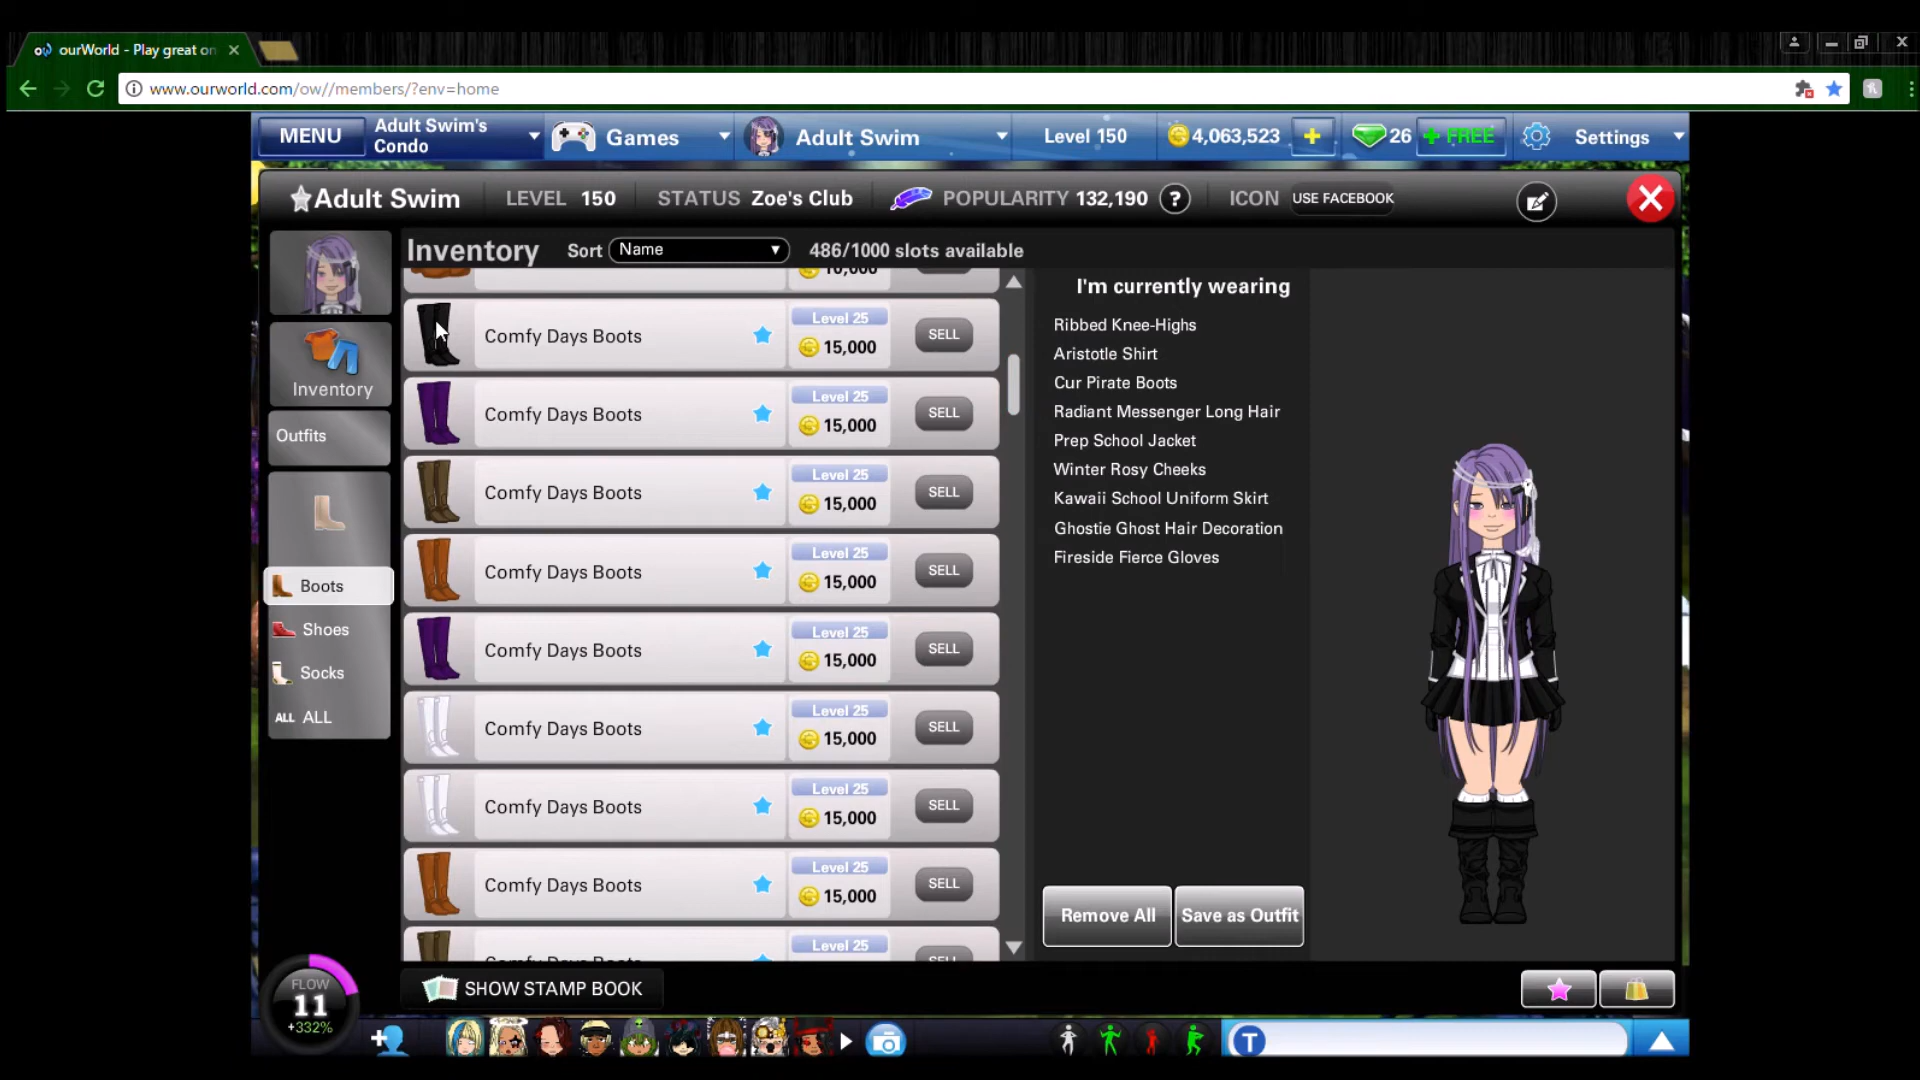 ourWorld - Play great on
www.ourworld.com/ow//members/?env=home
MENU
Adult Swim's
Condo
Games
Adult Swim
Level 150
4,063,523
+
26
+ FREE
Settings
Adult Swim
LEVEL 150
STATUS Zoe's Club
POPULARITY 132,190 ?
ICON
USE FACEBOOK
Inventory
Sort
Name
486/1000 slots available
Inventory
Outfits
Boots
Shoes
Socks
ALL ALL
Comfy Days Boots
Level 25
15,000
SELL
Comfy Days Boots
Level 25
15,000
SELL
Comfy Days Boots
Level 25
15,000
SELL
Comfy Days Boots
Level 25
15,000
SELL
Comfy Days Boots
Level 25
15,000
SELL
Comfy Days Boots
Level 25
15,000
SELL
Comfy Days Boots
Level 25
15,000
SELL
Comfy Days Boots
Level 25
15,000
SELL
Comfy Days Boots
Level 25
SELL
I'm currently wearing
Ribbed Knee-Highs
Aristotle Shirt
Cur Pirate Boots
Radiant Messenger Long Hair
Prep School Jacket
Winter Rosy Cheeks
Kawaii School Uniform Skirt
Ghostie Ghost Hair Decoration
Fireside Fierce Gloves
Remove All
Save as Outfit
FLOW
11
+332%
SHOW STAMP BOOK
T